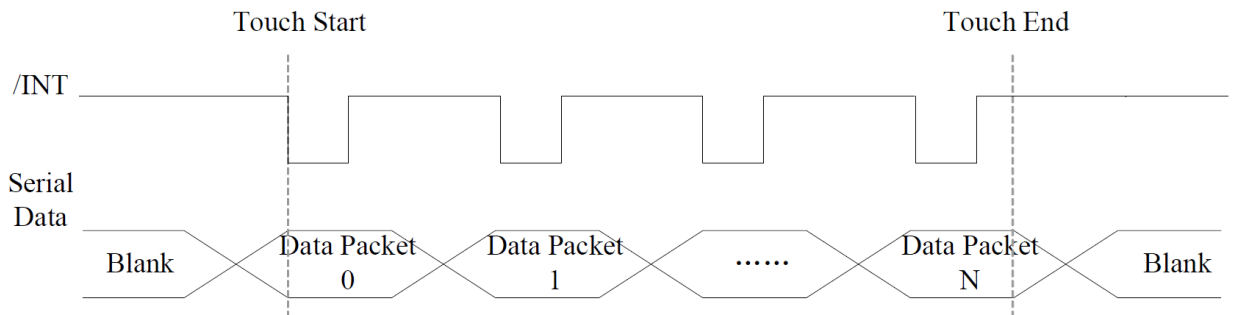 Touch Start
Touch End
/INT
Serial
Data
Blank
Data Packet
0
Data Packet
1
......
Data Packet
N
Blank